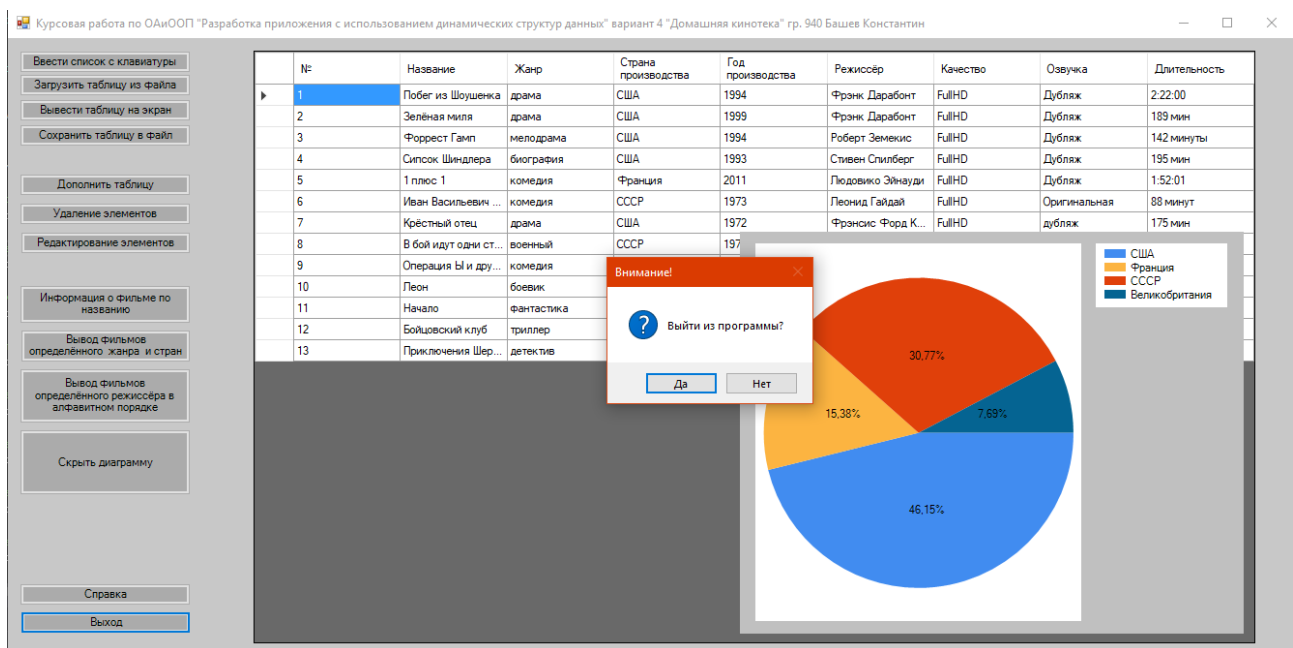 Курсовая работа по ОАиООП "Разработка приложения с использованием динамических структур данных" вариант 4 "Домашняя кинотека" гр. 940 Башев Константин
Ввести список с клавиатуры
Загрузить таблицу из файла
Вывести таблицу на экран
Сохранить таблицу в файл
Дополнить таблицу
Удаление элементов
Редактирование элементов
Информация о фильме по
названию
Вывод фильмов
определённого жанра и стран
Вывод фильмов
определённого режиссёра в
алфавитном порядке
Скрыть диаграмму
Справка
Выход
№ Название Жанр Страна производства Год производства Режиссёр Качество Озвучка Длительность
1 Побег из Шоушенка драма США 1994 Фрэнк Дарабонт FullHD Дубляж 2:22:00
2 Зелёная миля драма США 1999 Фрэнк Дарабонт FullHD Дубляж 189 мин
3 Форрест Гамп мелодрама США 1994 Роберт Земекис FullHD Дубляж 142 минуты
4 Сипсок Шиндлера биография США 1993 Стивен Спилберг FullHD Дубляж 195 мин
5 1 плюс 1 комедия Франция 2011 Людовико Эйнауди FullHD Дубляж 1:52:01
6 Иван Васильевич ... комедия СССР 1973 Леонид Гайдай FullHD Оригинальная 88 минут
7 Крёстный отец драма США 1972 Фрэнсис Форд К... FullHD дубляж 175 мин
8 В бой идут одни ст... военный СССР 197
9 Операция Ы и дру... комедия
10 Леон боевик
11 Начало фантастика
12 Бойцовский клуб триллер
13 Приключения Шер... детектив
Внимание!
Выйти из программы?
Да Нет
США
Франция
СССР
Великобритания
30,77%
15,38%
7,69%
46,15%